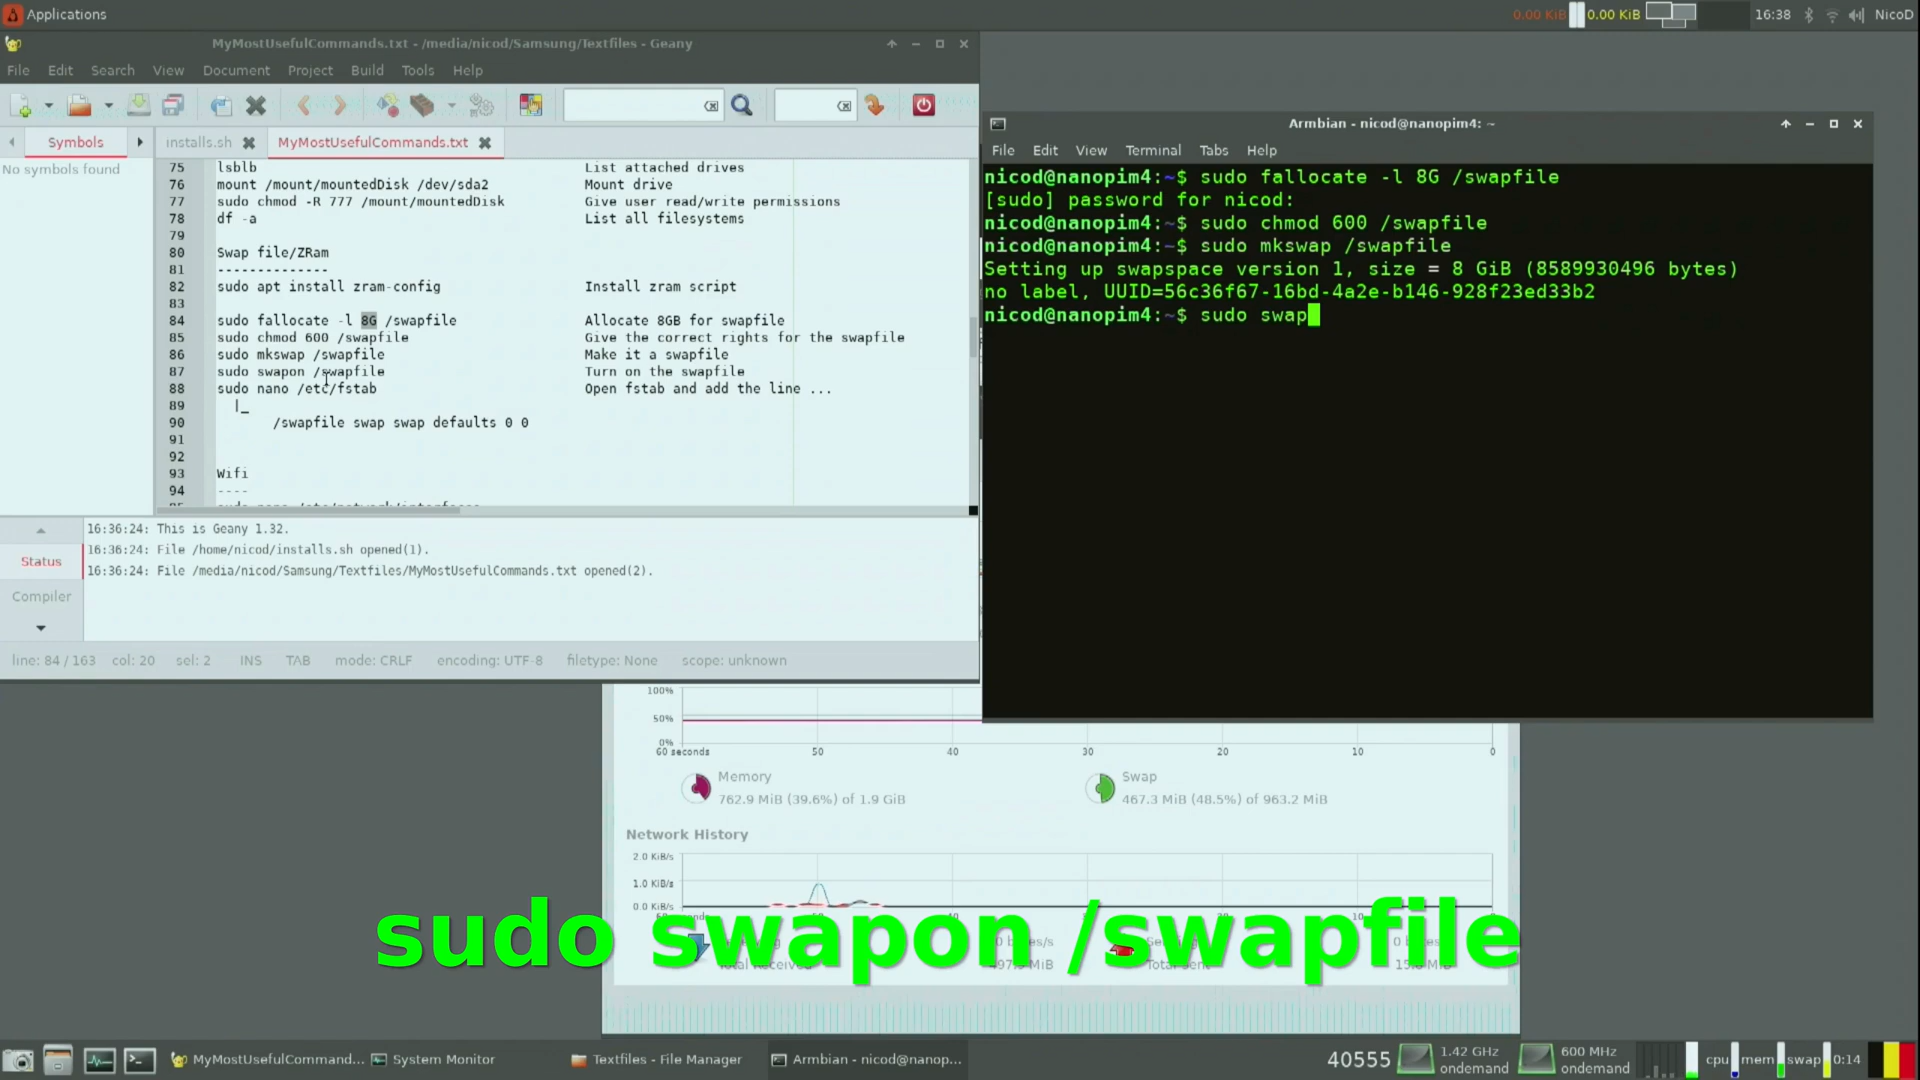 Applications
0.00 KiB 0.00 KiB 16:38 NicoD
MyMostUsefulCommands.txt - /media/nicod/Samsung/Textfiles - Geany
File Edit Search View Document Project Build Tools Help
Symbols installs.sh MyMostUsefulCommands.txt
No symbols found
75 lsblb List attached drives
76 mount /mount/mountedDisk /dev/sda2 Mount drive
77 sudo chmod -R 777 /mount/mountedDisk Give user read/write permissions
78 df -a List all filesystems
79
80 Swap file/ZRam
81 --------------
82 sudo apt install zram-config Install zram script
83
84 sudo fallocate -l 8G /swapfile Allocate 8GB for swapfile
85 sudo chmod 600 /swapfile Give the correct rights for the swapfile
86 sudo mkswap /swapfile Make it a swapfile
87 sudo swapon /swapfile Turn on the swapfile
88 sudo nano /etc/fstab Open fstab and add the line ...
89 |_
90 /swapfile swap swap defaults 0 0
91
92
93 Wifi
94 ----
Status
Compiler
16:36:24: This is Geany 1.32.
16:36:24: File /home/nicod/installs.sh opened(1).
16:36:24: File /media/nicod/Samsung/Textfiles/MyMostUsefulCommands.txt opened(2).
line: 84 / 163 col: 20 sel: 2 INS TAB mode: CRLF encoding: UTF-8 filetype: None scope: unknown
Armbian - nicod@nanopim4: ~
File Edit View Terminal Tabs Help
nicod@nanopim4:~$ sudo fallocate -l 8G /swapfile
[sudo] password for nicod:
nicod@nanopim4:~$ sudo chmod 600 /swapfile
nicod@nanopim4:~$ sudo mkswap /swapfile
Setting up swapspace version 1, size = 8 GiB (8589930496 bytes)
no label, UUID=56c36f67-16bd-4a2e-b146-928f23ed33b2
nicod@nanopim4:~$ sudo swap
100%
50%
0%
60 seconds 50 40 30 20 10 0
Memory
762.9 MiB (39.6%) of 1.9 GiB
Swap
467.3 MiB (48.5%) of 963.2 MiB
Network History
2.0 KiB/s
1.0 KiB/s
0.0 KiB/s
sudo swapon /swapfile
Total Received MiB Total Sent MiB
MyMostUsefulCommand... System Monitor Textfiles - File Manager Armbian - nicod@nanop...
40555 1.42 GHz ondemand 600 MHz ondemand cpu mem swap 0:14